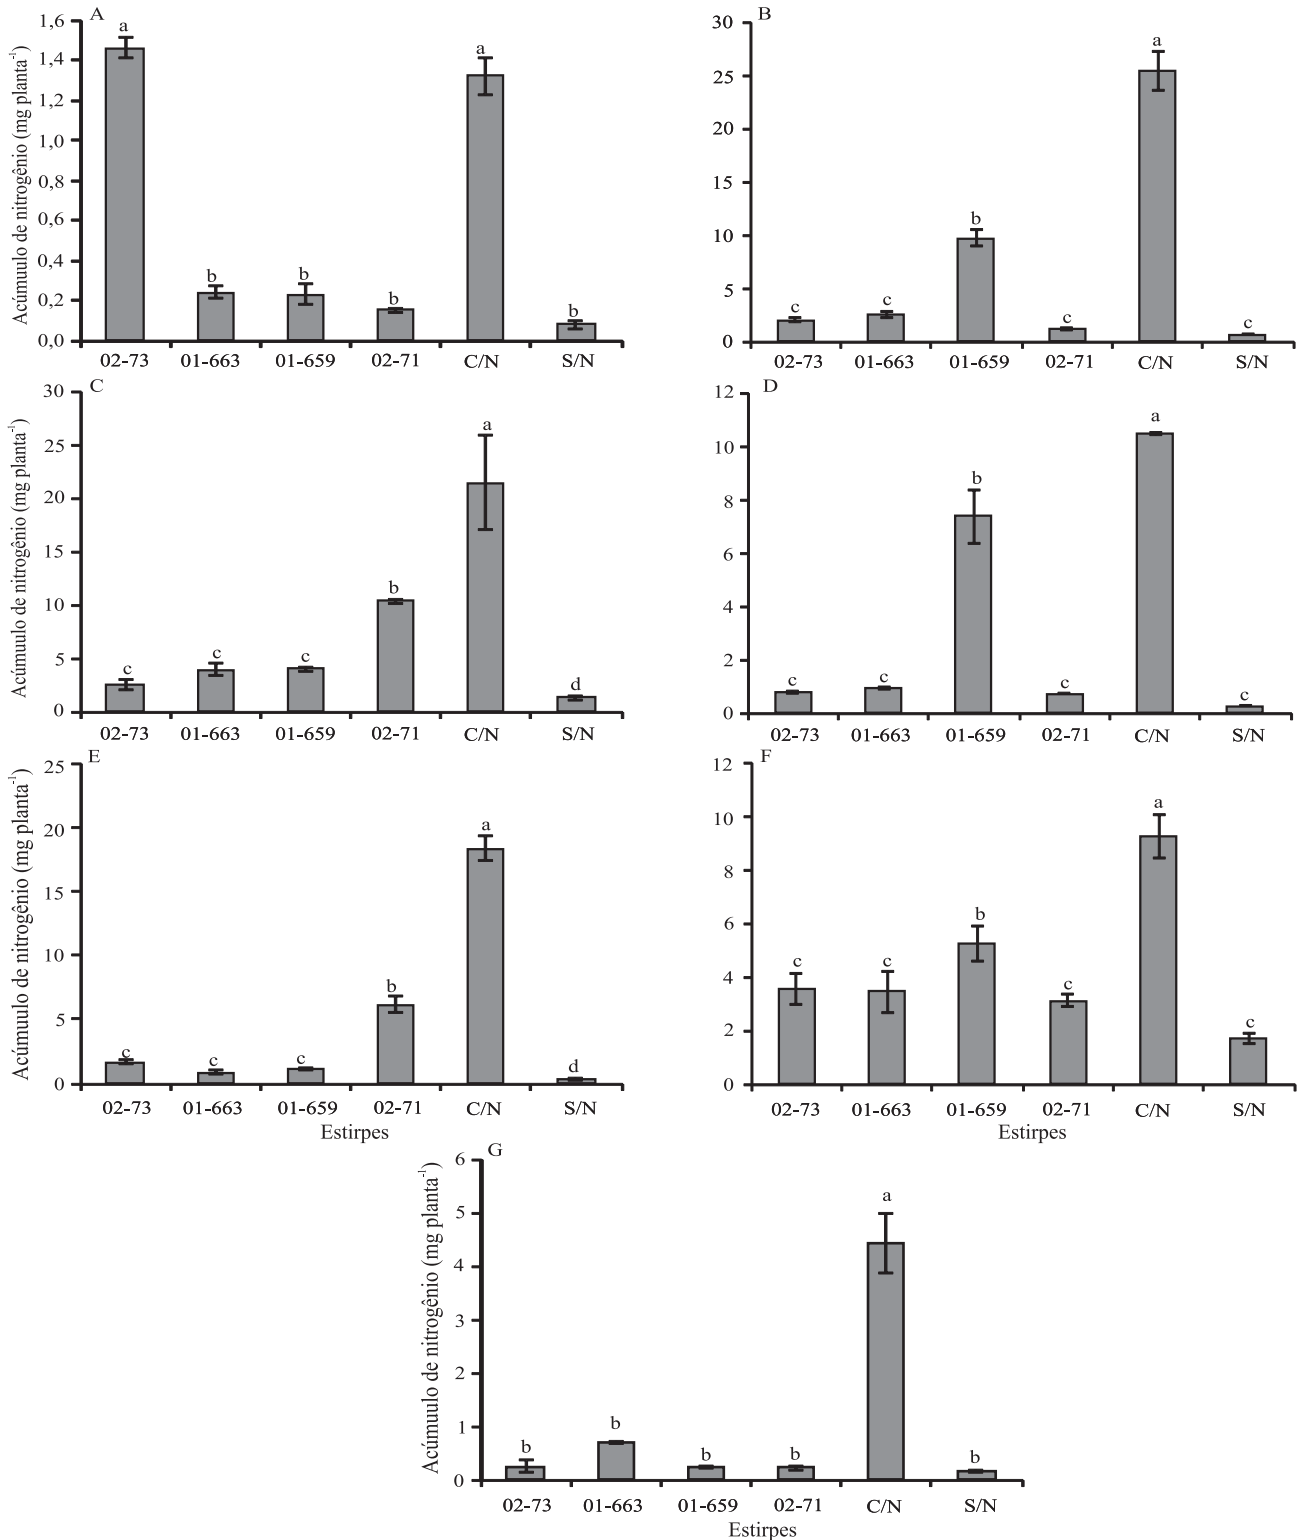 A
Acúmuulo de nitrogênio (mg planta-1)
1,6
1,4
1,2
1,0
0,8
0,6
0,4
0,2
0,0
a
b
b
b
a
b
02-73
01-663
01-659
02-71
C/N
S/N
B
30
25
20
15
10
5
0
c
c
b
c
a
c
02-73
01-663
01-659
02-71
C/N
S/N
C
Acúmuulo de nitrogênio (mg planta-1)
30
25
20
15
10
5
0
c
c
c
b
a
d
02-73
01-663
01-659
02-71
C/N
S/N
D
12
10
8
6
4
2
0
c
c
b
c
a
c
02-73
01-663
01-659
02-71
C/N
S/N
E
Acúmuulo de nitrogênio (mg planta-1)
25
20
15
10
5
0
c
c
c
b
a
d
02-73
01-663
01-659
02-71
C/N
S/N
Estirpes
F
12
10
8
6
4
2
0
c
c
b
c
a
c
02-73
01-663
01-659
02-71
C/N
S/N
Estirpes
G
Acúmuulo de nitrogênio (mg planta-1)
6
5
4
3
2
1
0
b
b
b
b
a
b
02-73
01-663
01-659
02-71
C/N
S/N
Estirpes